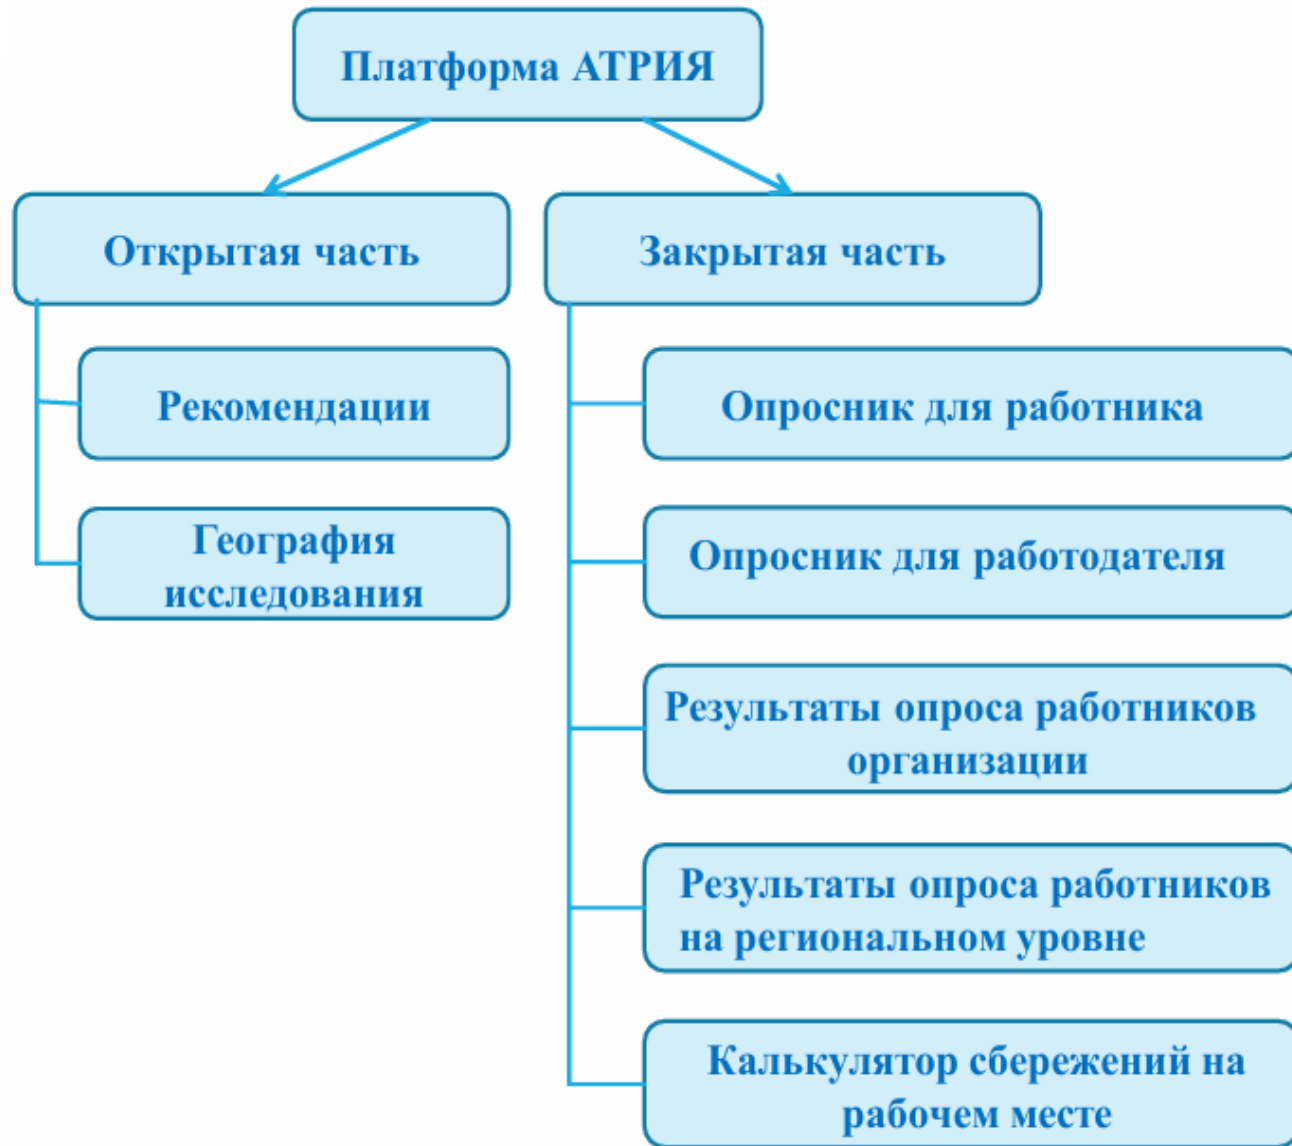 Платформа АТРИЯ
Открытая часть
Закрытая часть
Рекомендации
География
исследования
Опросник для работника
Опросник для работодателя
Результаты опроса работников
организации
Результаты опроса работников
на региональном уровне
Калькулятор сбережений на
рабочем месте